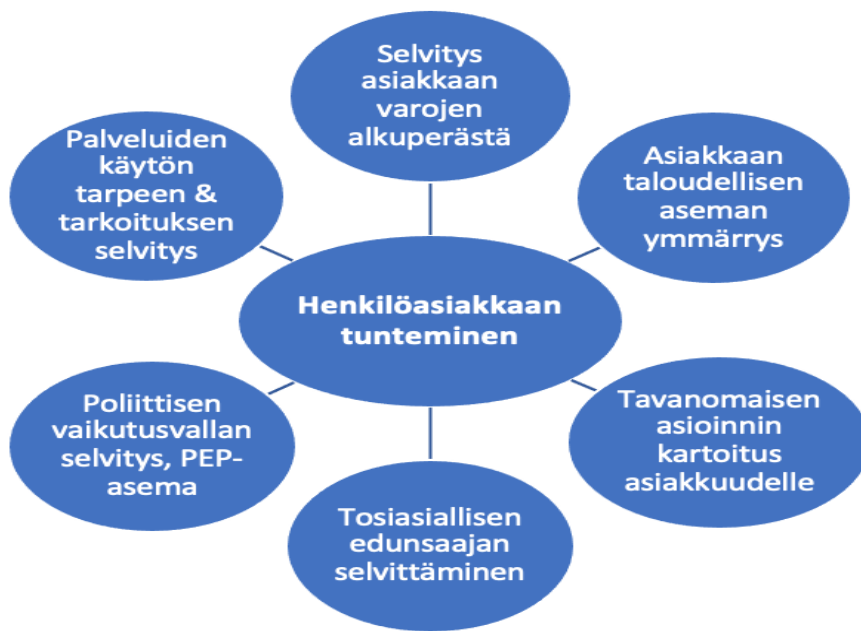 Selvitys
asiakkaan
varojen
alkuperästä
Palveluiden
käytön
tarpeen &
tarkoituksen
selvitys
Asiakkaan
taloudellisen
aseman
ymmärrys
Henkilöasiakkaan
tunteminen
Poliittisen
vaikutusvallan
selvitys, PEP-
asema
Tavanomaisen
asioinnin
kartoitus
asiakkuudelle
Tosiasiallisen
edunsaajan
selvittäminen